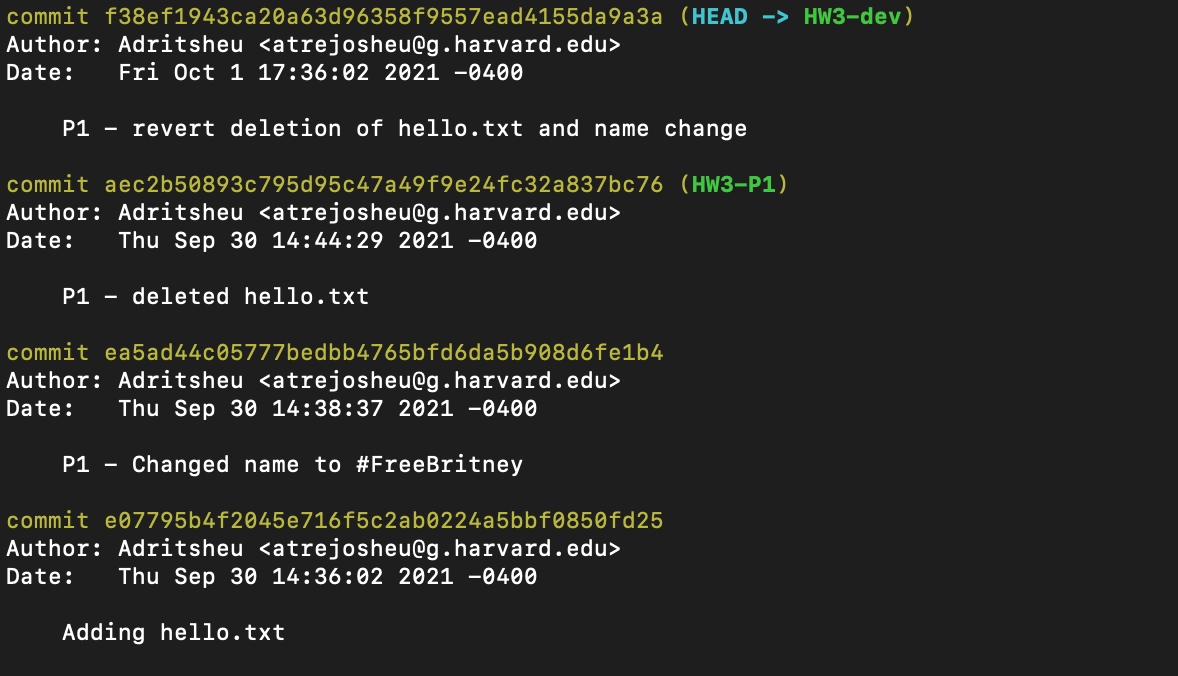 commit f38ef1943ca20a63d96358f9557ead4155da9a3a (HEAD -> HW3-dev)
Author: Adritsheu <atrejosheu@g.harvard.edu>
Date:   Fri Oct 1 17:36:02 2021 -0400
P1 - revert deletion of hello.txt and name change
commit aec2b50893c795d95c47a49f9e24fc32a837bc76 (HW3-P1)
Author: Adritsheu <atrejosheu@g.harvard.edu>
Date:   Thu Sep 30 14:44:29 2021 -0400
P1 - deleted hello.txt
commit ea5ad44c05777bedbb4765bfd6da5b908d6fe1b4
Author: Adritsheu <atrejosheu@g.harvard.edu>
Date:   Thu Sep 30 14:38:37 2021 -0400
P1 - Changed name to #FreeBritney
commit e07795b4f2045e716f5c2ab0224a5bbf0850fd25
Author: Adritsheu <atrejosheu@g.harvard.edu>
Date:   Thu Sep 30 14:36:02 2021 -0400
Adding hello.txt